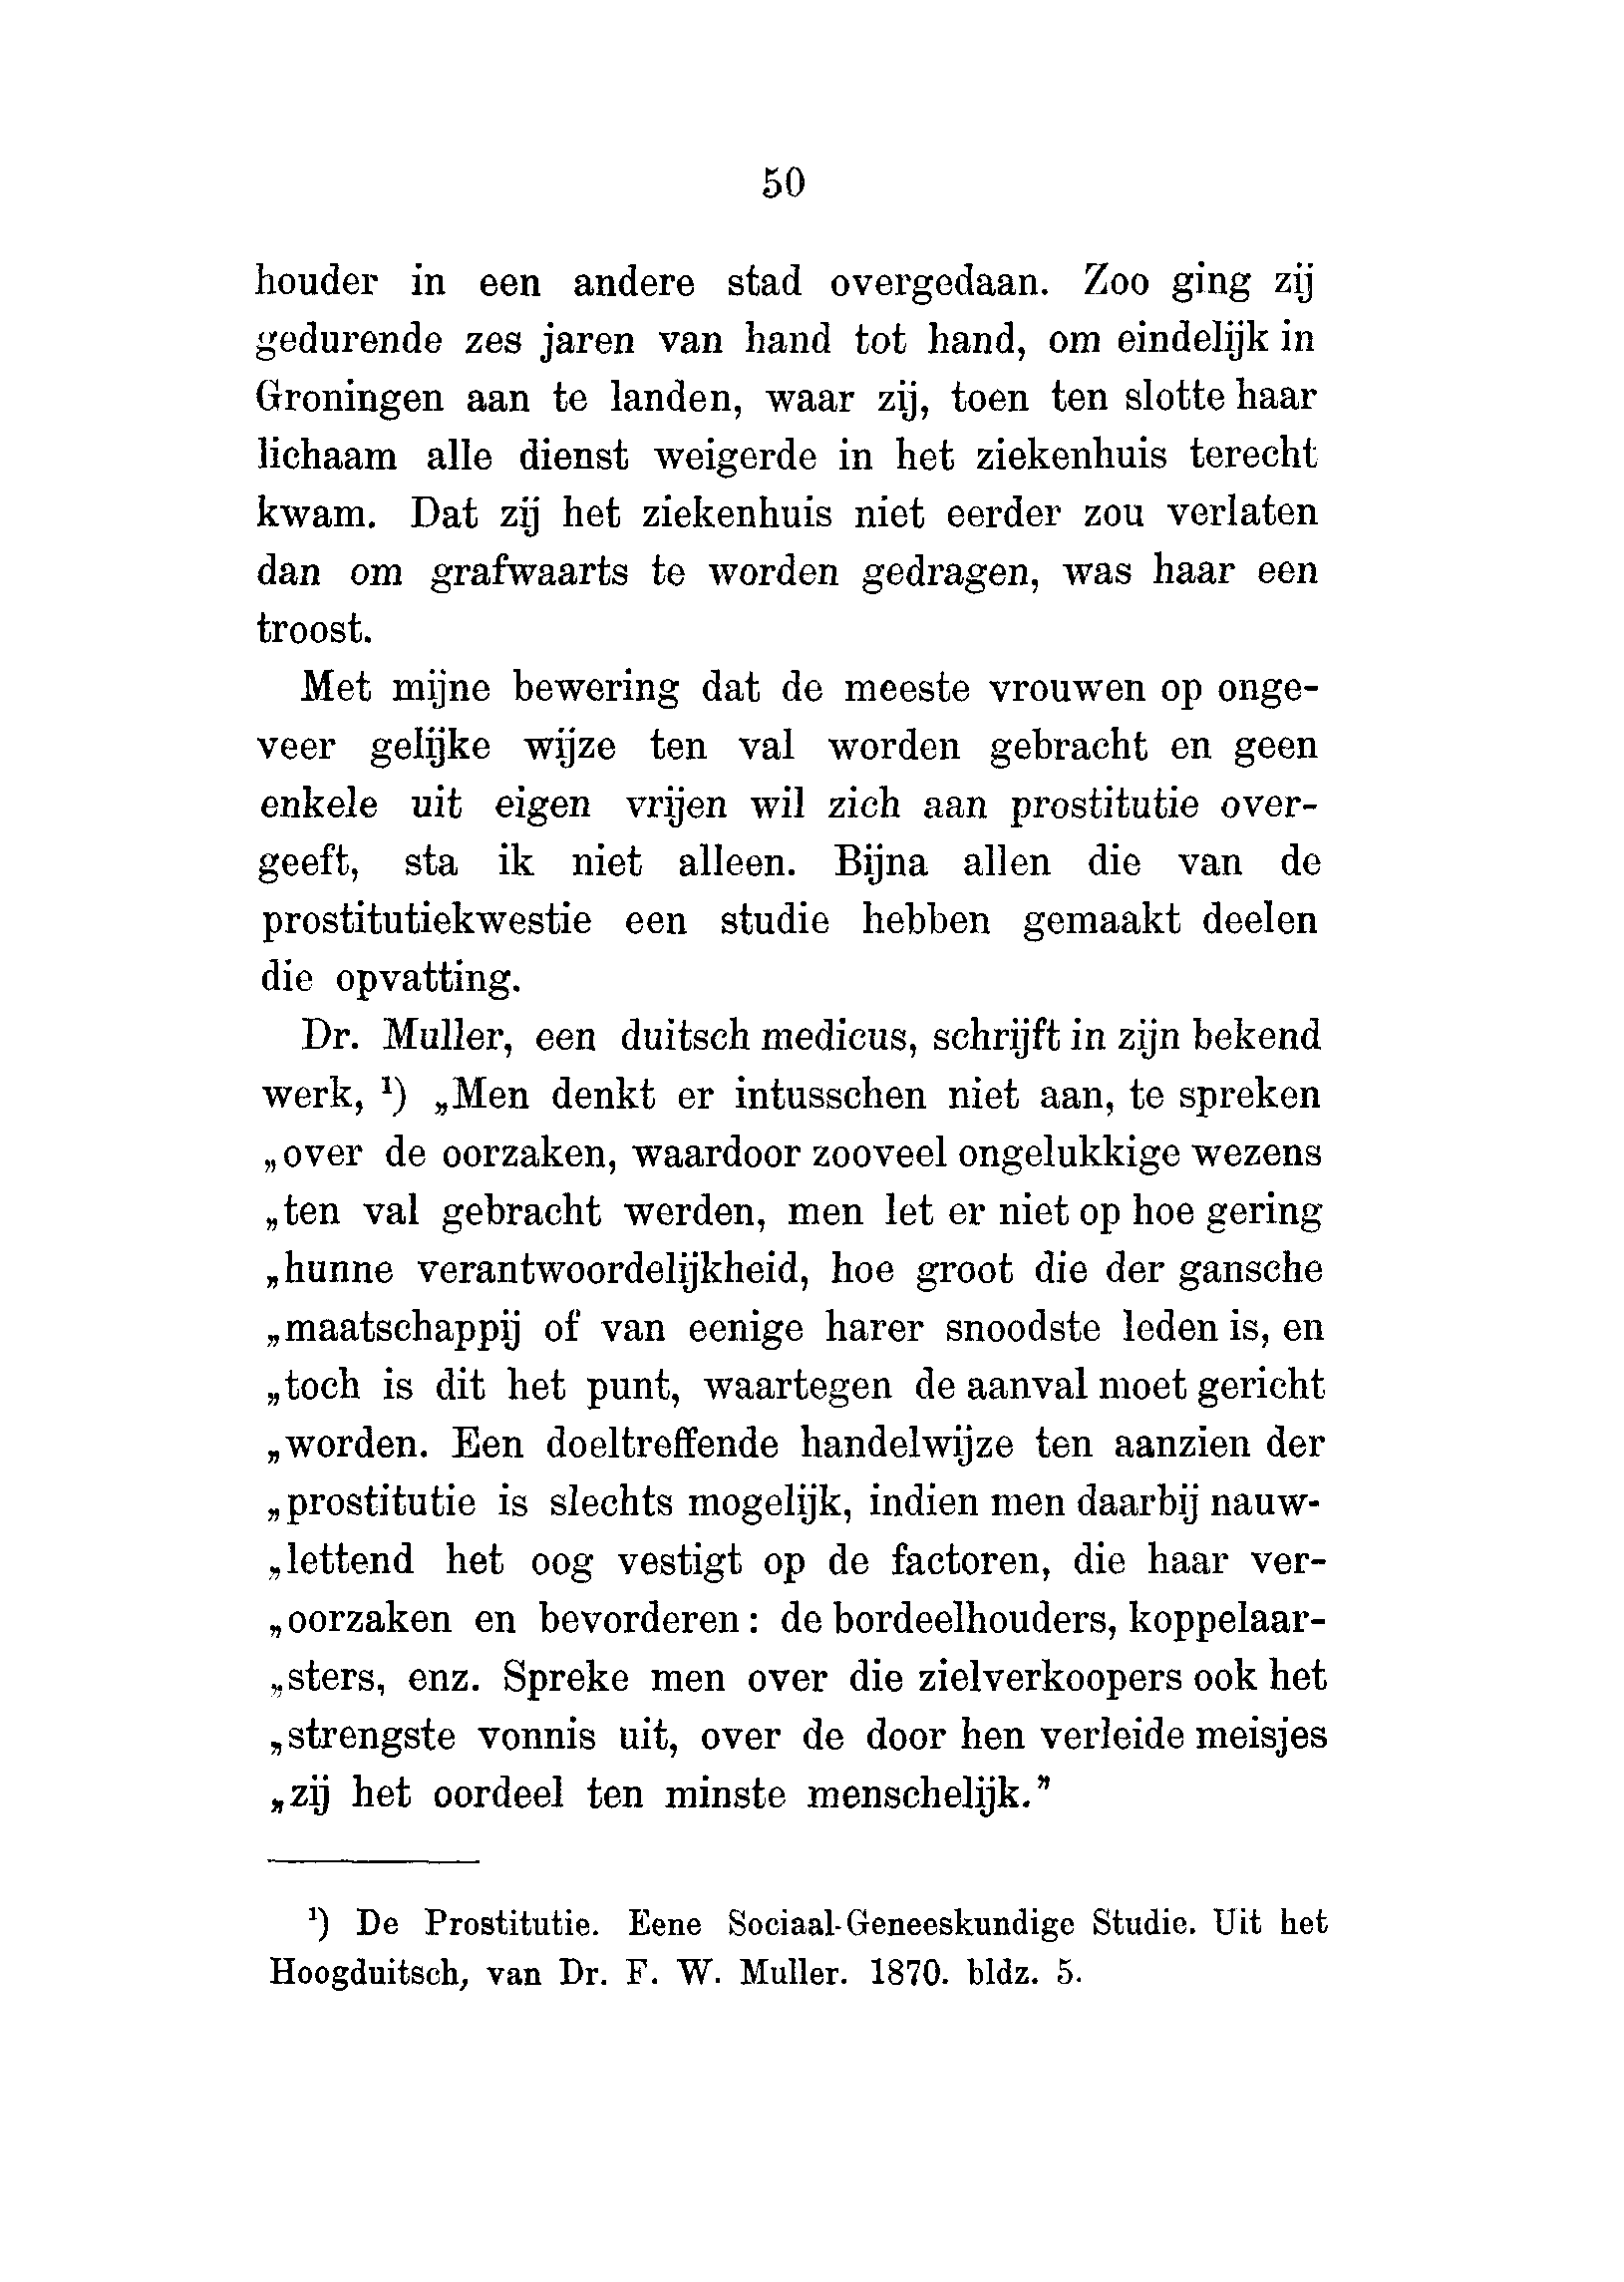 50
houder in een andere stad overgedaan. Zoo ging zij
gedurende zes jaren van hand tot hand, om eindelijk in
Groningen aan te landen, waar zij, toen ten slotte haar
lichaam alle dienst weigerde in het ziekenhuis terecht
kwam. Dat zij het ziekenhuis niet eerder zou verlaten
dan om grafwaarts te worden gedragen, was haar een
troost.
Met mijne bewering dat de meeste vrouwen op onge-
veer gelijke wijze ten val worden gebracht en geen
enkele uit eigen vrijen wil zich aan prostitutie over-
geeft, sta ik niet alleen. Bijna allen die van de
prostitutiekwestie een studie hebben gemaakt deelen
die opvatting.
Dr. Muller, een duitsch medicus, schrijft in zijn bekend
werk, ¹) „Men denkt er intusschen niet aan, te spreken
„over de oorzaken, waardoor zooveel ongelukkige wezens
„ten val gebracht werden, men let er niet op hoe gering
„hunne verantwoordelijkheid, hoe groot die der gansche
„maatschappij of van eenige harer snoodste leden is, en
„toch is dit het punt, waartegen de aanval moet gericht
„worden. Een doeltreffende handelwijze ten aanzien der
„prostitutie is slechts mogelijk, indien men daarbij nauw-
„lettend het oog vestigt op de factoren, die haar ver-
„oorzaken en bevorderen: de bordeelhouders, koppelaar-
„sters, enz. Spreke men over die zielverkoopers ook het
„strengste vonnis uit, over de door hen verleide meisjes
„zij het oordeel ten minste menschelijk.”
¹) De Prostitutie. Eene Sociaal-Geneeskundige Studie. Uit het
Hoogduitsch, van Dr. F. W. Muller. 1870. bldz. 5.